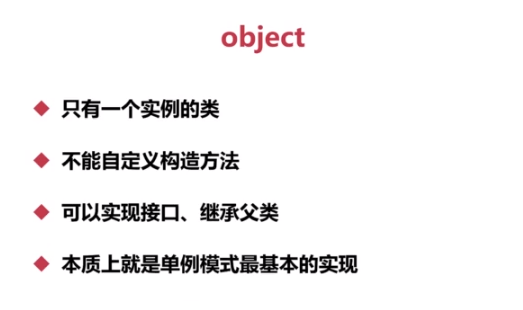 object
只有一个实例的类
不能自定义构造方法
可以实现接口、继承父类
本质上就是单例模式最基本的实现